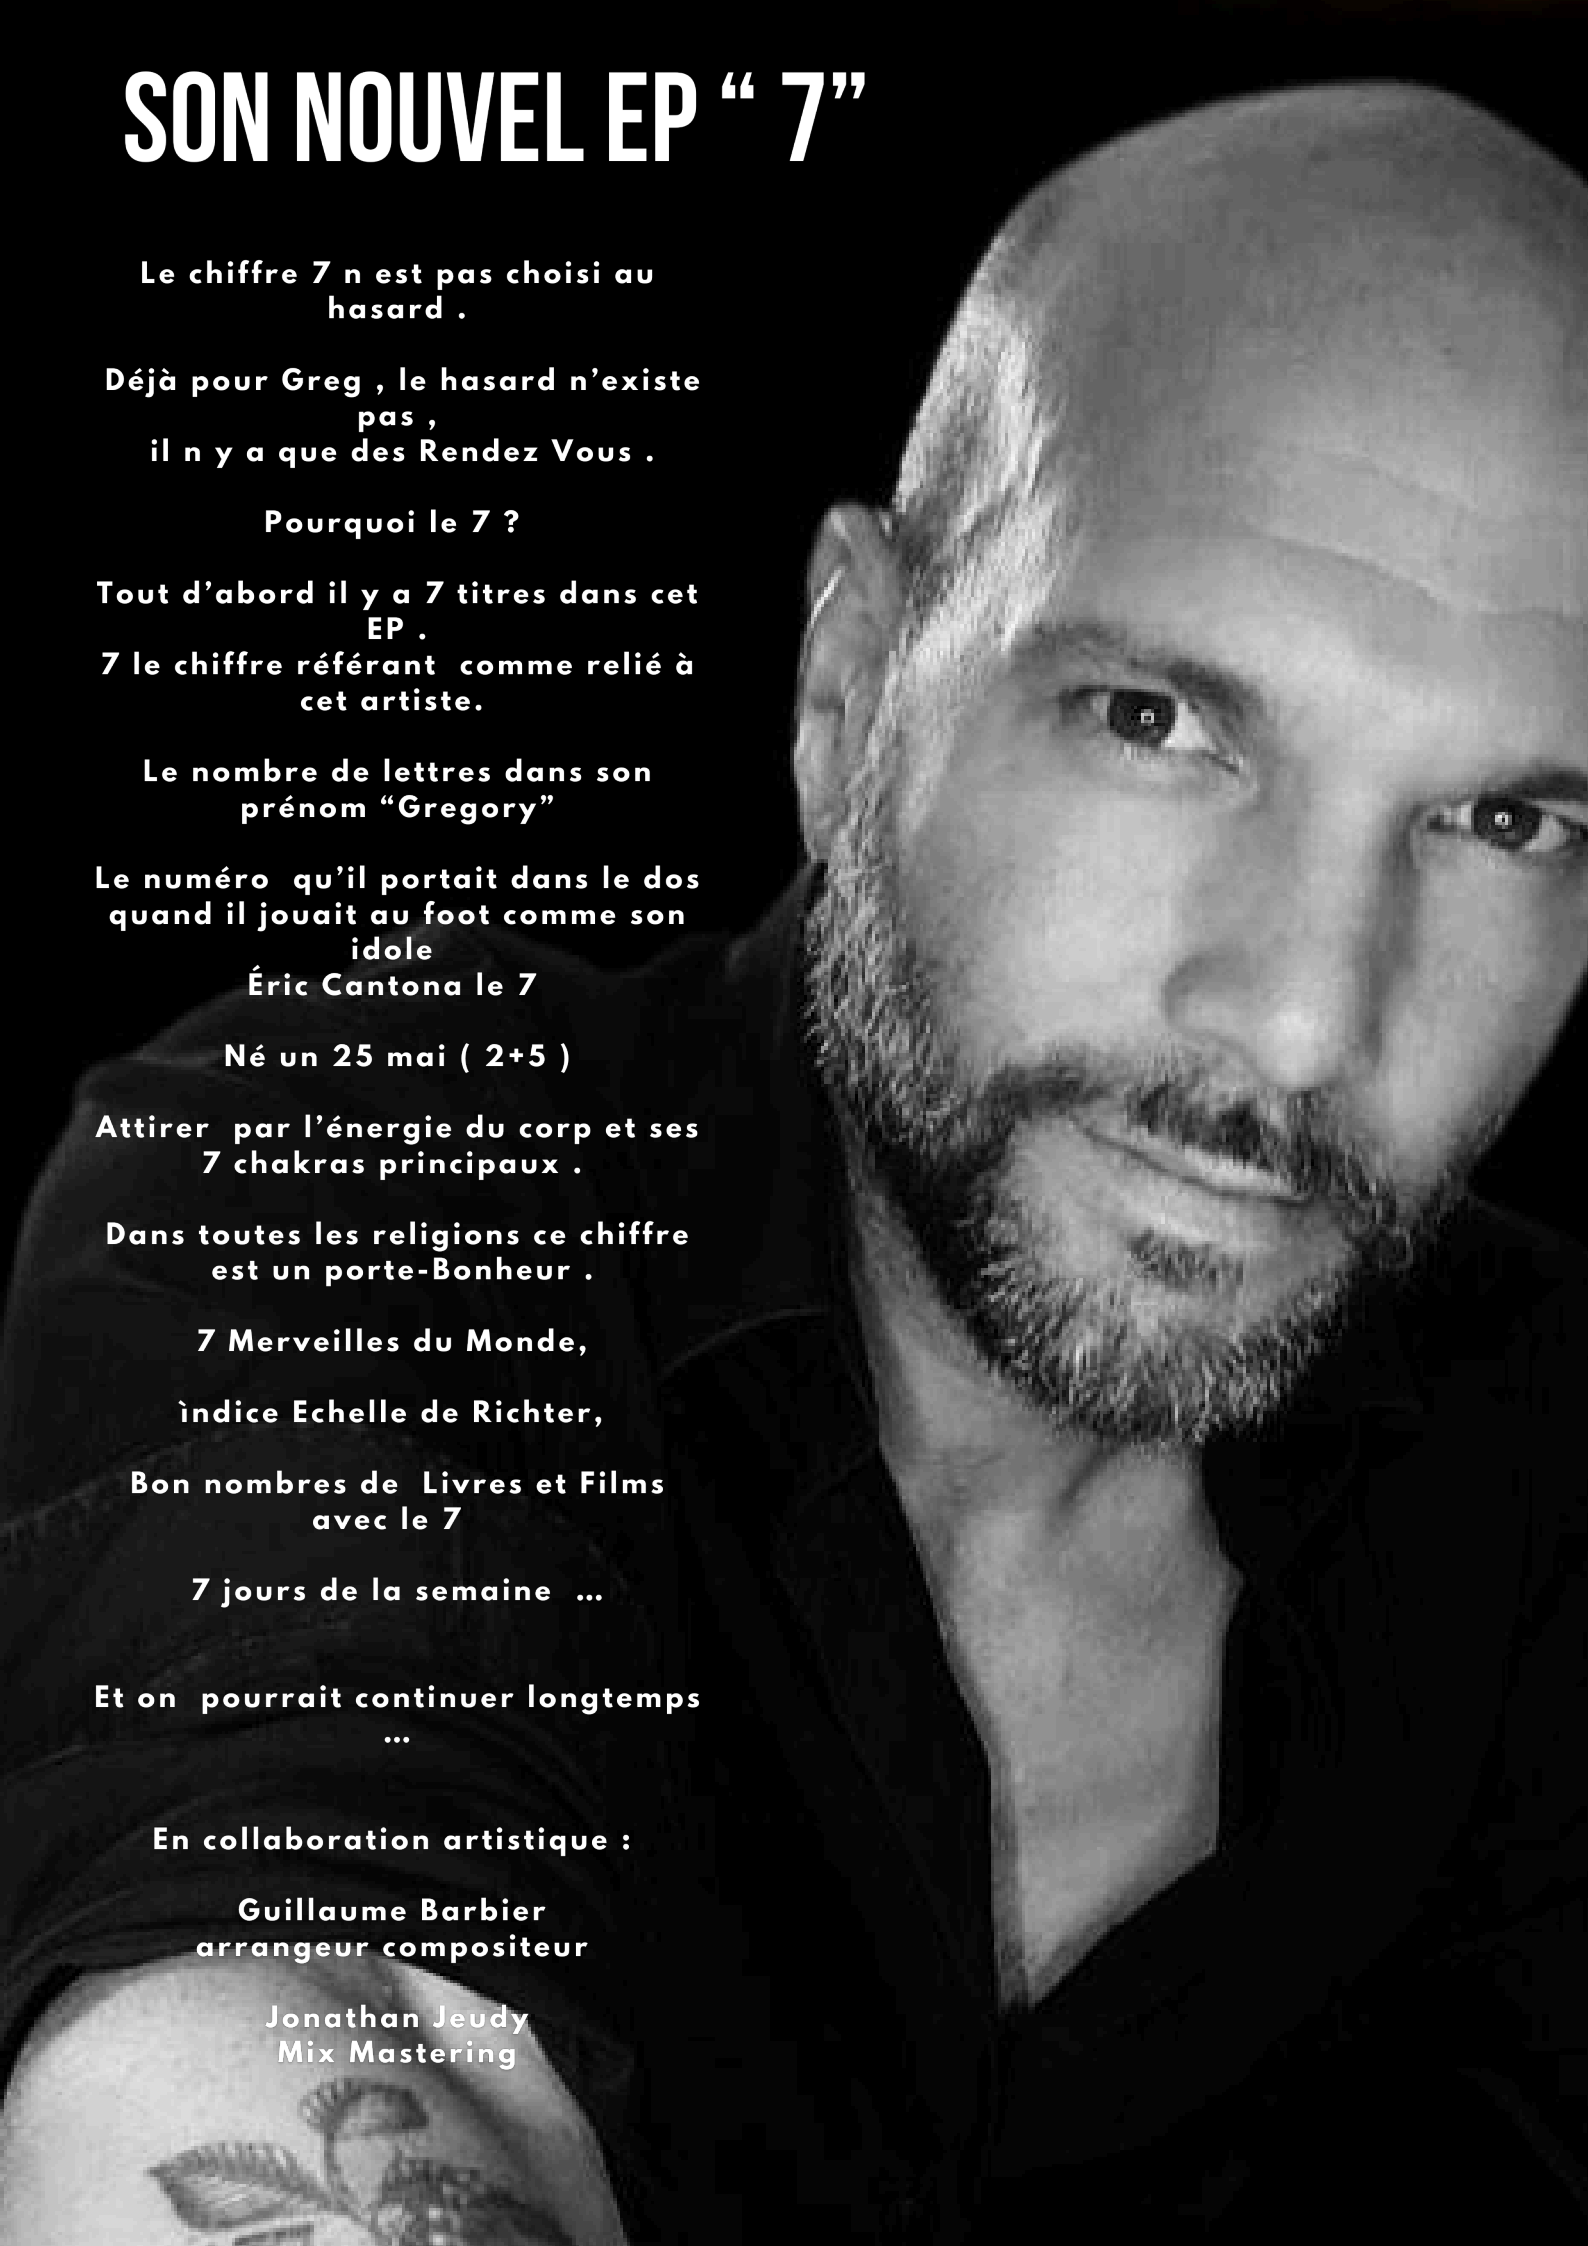 SON NOUVEL EP “ 7”
Le chiffre 7 n est pas choisi au
hasard .
Déjà pour Greg , le hasard n’existe
pas ,
il n y a que des Rendez Vous .
Pourquoi le 7 ?
Tout d’abord il y a 7 titres dans cet
EP .
7 le chiffre référant  comme relié à
cet artiste.
Le nombre de lettres dans son
prénom “Gregory”
Le numéro  qu’il portait dans le dos
quand il jouait au foot comme son
idole
Éric Cantona le 7
Né un 25 mai ( 2+5 )
Attirer  par l’énergie du corp et ses
7 chakras principaux .
Dans toutes les religions ce chiffre
est un porte-Bonheur .
7 Merveilles du Monde,
ìndice Echelle de Richter,
Bon nombres de  Livres et Films
avec le 7
7 jours de la semaine  …
Et on  pourrait continuer longtemps
…
En collaboration artistique :
Guillaume Barbier
arrangeur compositeur
Jonathan Jeudy
Mix Mastering